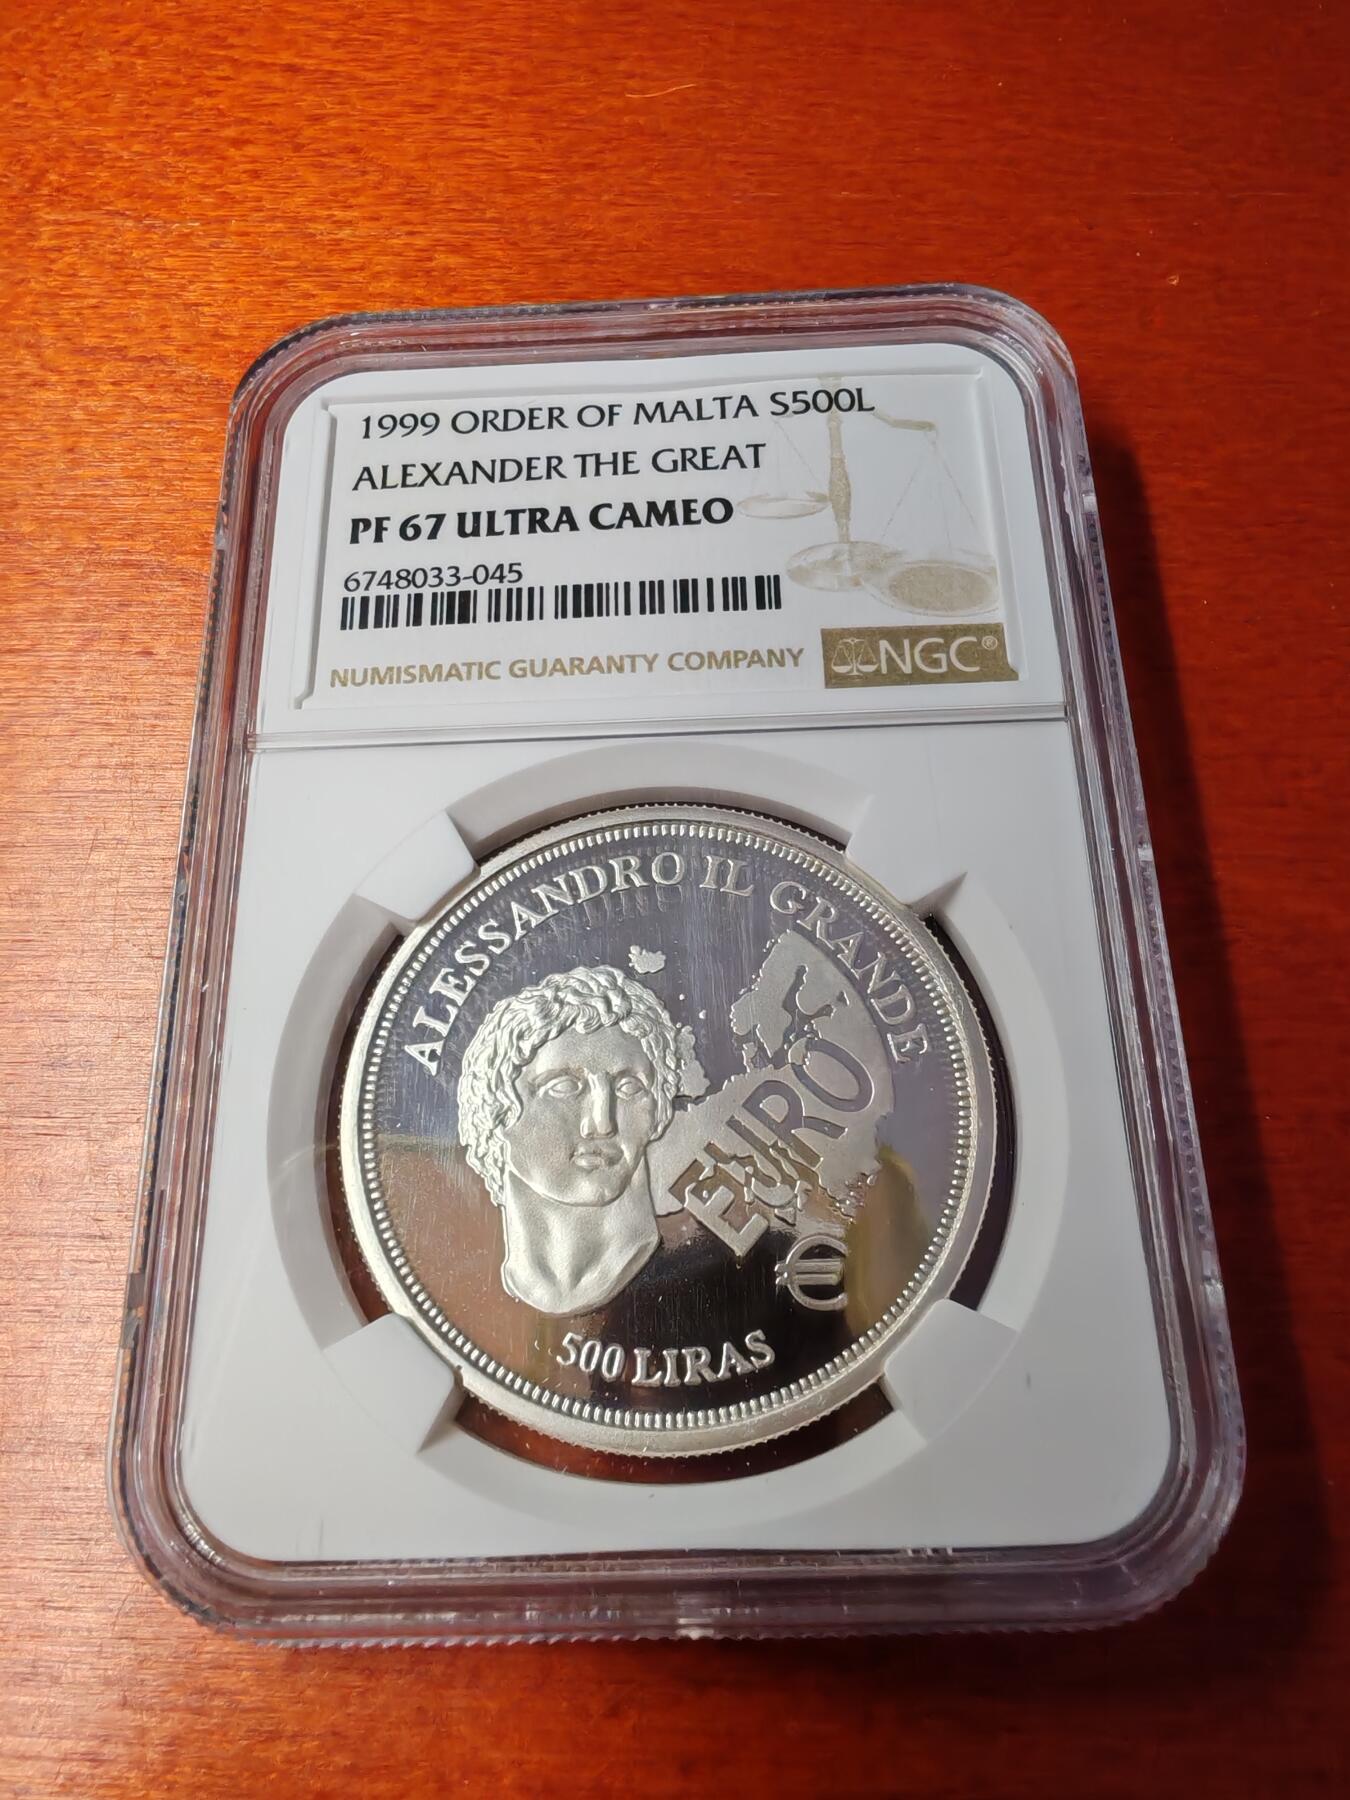 1999 ORDER OF MALTA S500L
ALEXANDER THE GREAT
PF 67 ULTRA CAMEO
6748033-045
NUMISMATIC GUARANTY COMPANY NGC®
ALESSANDRO IL GRANDE
EURO
€
500 LIRAS